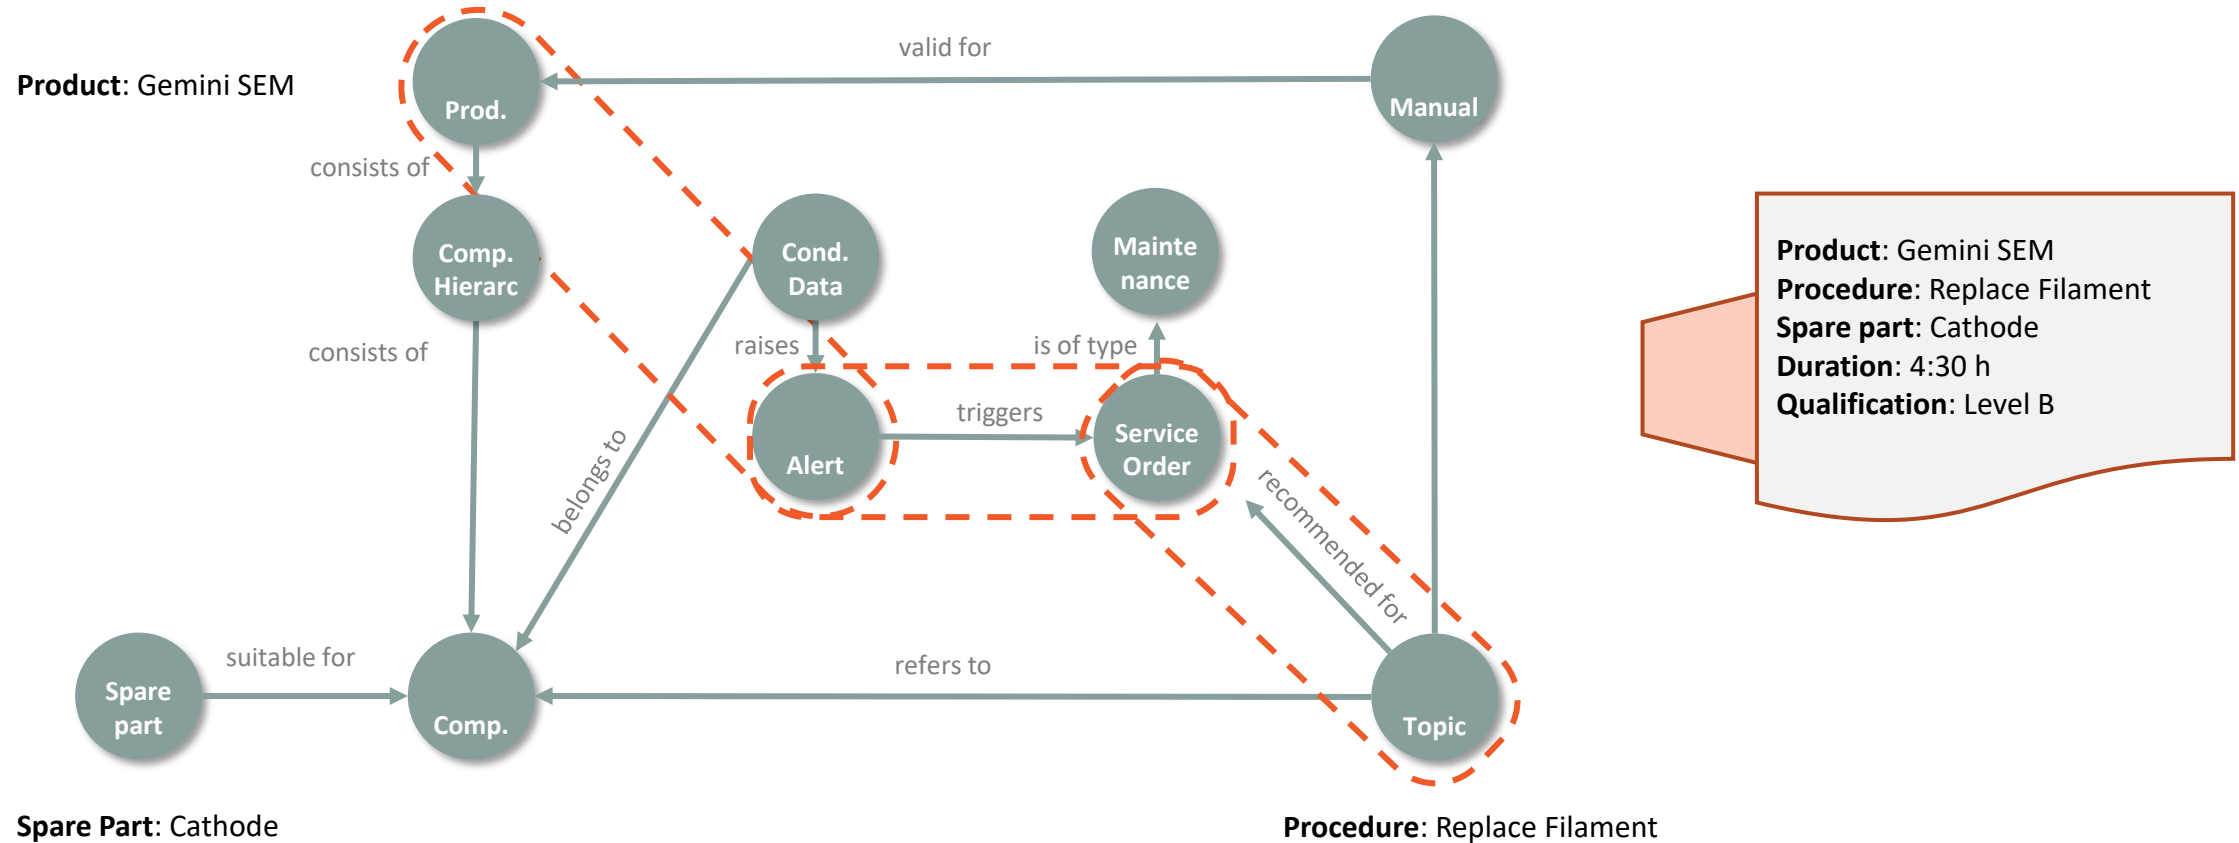 valid for
Product: Gemini SEM
Prod.
Manual
consists of
Comp.
Hierarc
Cond.
Data
Mainte
nance
Product: Gemini SEM
Procedure: Replace Filament
Spare part: Cathode
Duration: 4:30 h
Qualification: Level B
consists of
raises
is of type
triggers
Alert
Service
Order
belongs to
recommended for
suitable for
refers to
Spare
part
Comp.
Topic
Spare Part: Cathode
Procedure: Replace Filament